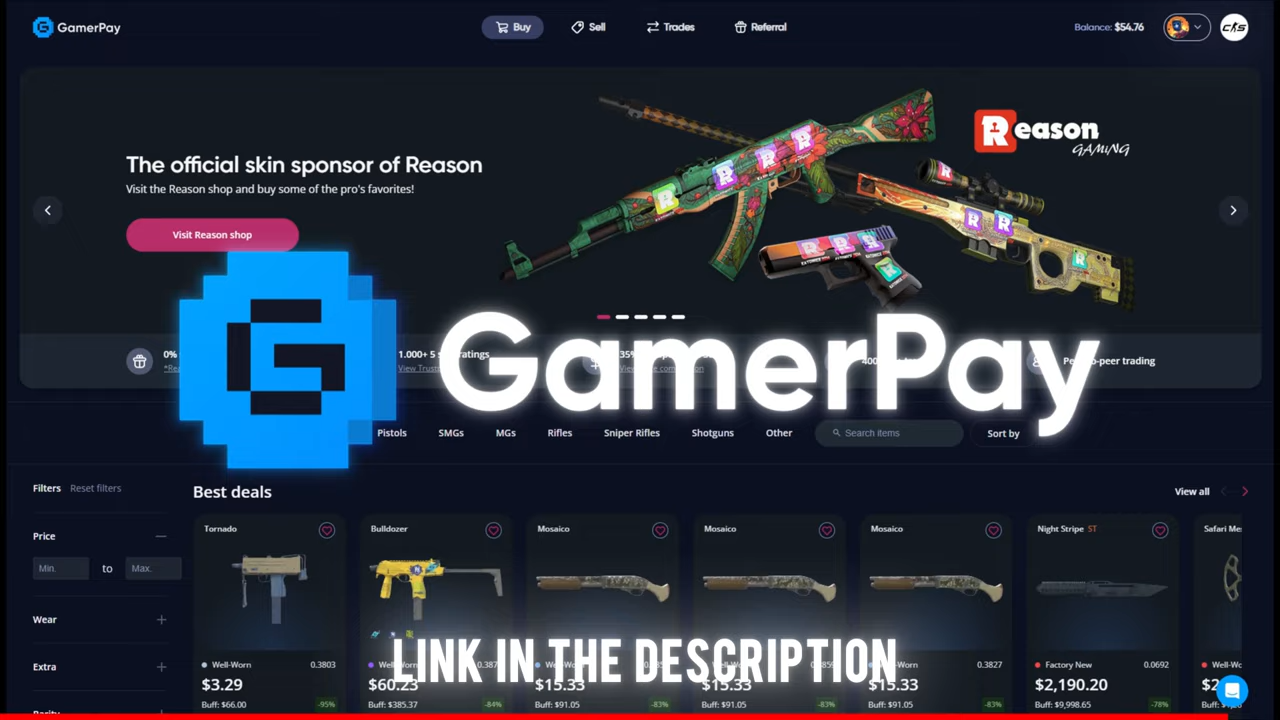 GamerPay
Buy
Sell
Trades
Referral
Balance: $54.76
The official skin sponsor of Reason
Visit the Reason shop and buy some of the pro's favorites!
Visit Reason shop
Reason
GAMING
GamerPay
0%
1.000+ 5
ratings
trading
Pistols
SMGs
MGs
Rifles
Sniper Rifles
Shotguns
Other
Search items
Sort by
Filters
Reset filters
Best deals
View all
Price
Min.
to
Max.
Wear
Extra
Tornado
Well-Worn
0.3803
$3.29
Buff: $66.00
-95%
Bulldozer
$60.23
Buff: $385.37
-84%
Mosaico
$15.33
Buff: $91.05
-83%
Mosaico
$15.33
Buff: $91.05
-83%
Mosaico
0.3827
$15.33
Buff: $91.05
-83%
Night Stripe ST
Factory New
0.0692
$2,190.20
Buff: $9,998.65
-78%
Safari
LINK IN THE DESCRIPTION